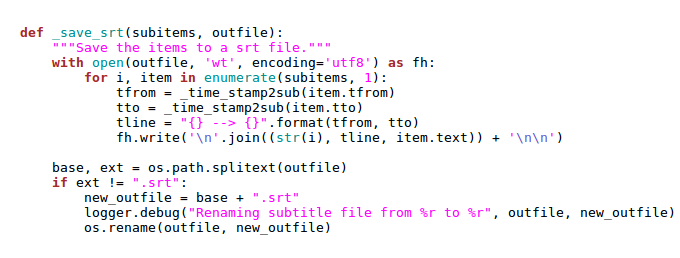 def _save_srt(subitems, outfile):
    """Save the items to a srt file."""
    with open(outfile, 'wt', encoding='utf8') as fh:
        for i, item in enumerate(subitems, 1):
            tfrom = _time_stamp2sub(item.tfrom)
            tto = _time_stamp2sub(item.tto)
            tline = "{} --> {}".format(tfrom, tto)
            fh.write('\n'.join((str(i), tline, item.text)) + '\n\n')

    base, ext = os.path.splitext(outfile)
    if ext != ".srt":
        new_outfile = base + ".srt"
        logger.debug("Renaming subtitle file from %r to %r", outfile, new_outfile)
        os.rename(outfile, new_outfile)